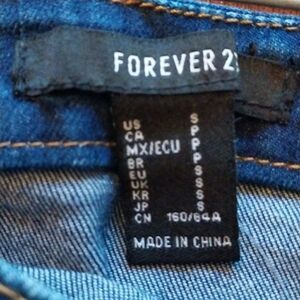 FOREVER 2
US S
CA P
MX/ECU P
BR P
EU S
UK S
KR S
JP S
CN 160/64A
MADE IN CHINA